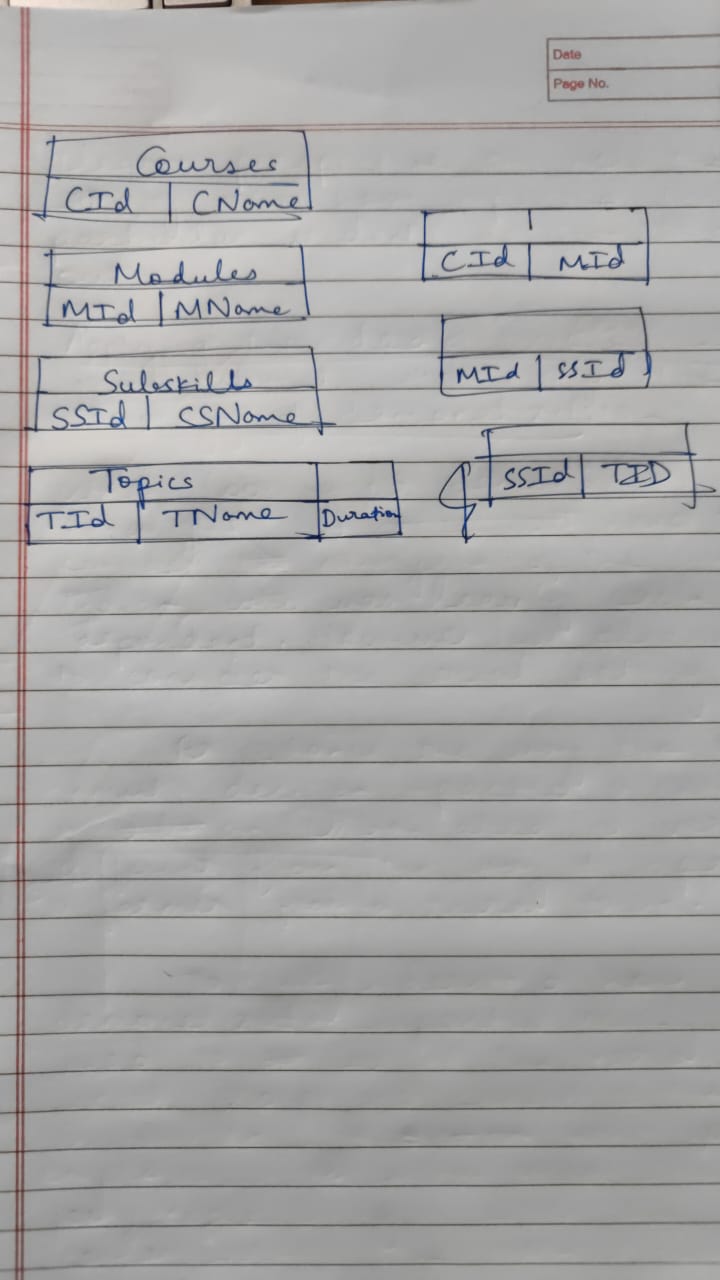 Date
Page No.
Courses
CId CName
Modules
MId MName
Subskills
SSId SSName
Topics
TId TName Duration
CId MId
MId SSId
SSId TID